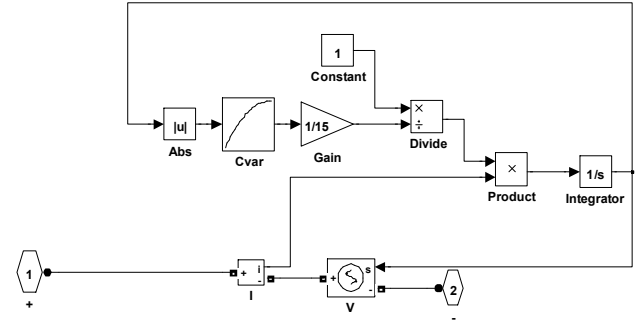 1
Constant
|u|
Abs
Cvar
1/15
Gain
×
÷
Divide
×
Product
1/s
Integrator
1
+
+ i
-
I
+ s
-
V
2
-